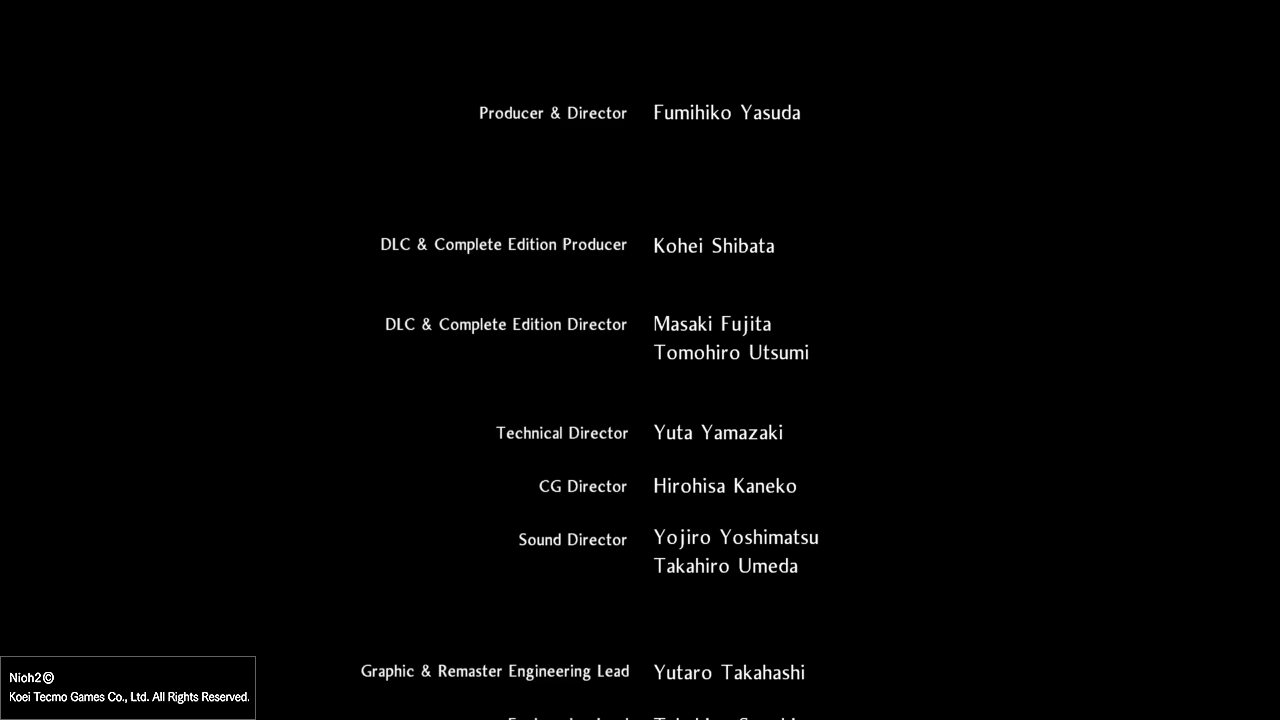 Producer & Director Fumihiko Yasuda
DLC & Complete Edition Producer Kohei Shibata
DLC & Complete Edition Director Masaki Fujita
Tomohiro Utsumi
Technical Director Yuta Yamazaki
CG Director Hirohisa Kaneko
Sound Director Yojiro Yoshimatsu
Takahiro Umeda
Graphic & Remaster Engineering Lead Yutaro Takahashi
Nioh2©
Koei Tecmo Games Co., Ltd. All Rights Reserved.